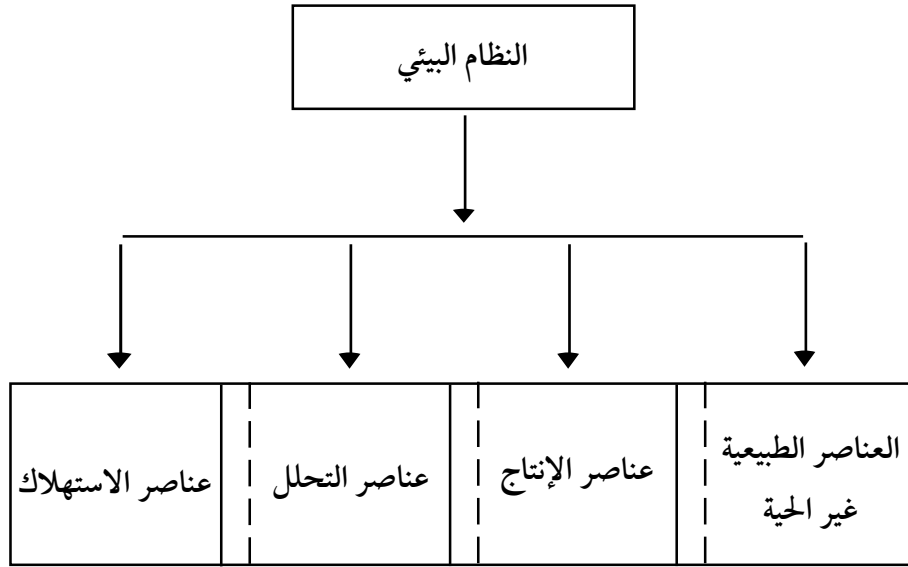 النظام البيئي
العناصر الطبيعية
غير الحية
عناصر الإنتاج
عناصر التحلل
عناصر الاستهلاك